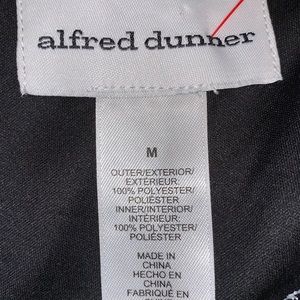 alfred dunner
M
OUTER/EXTERIOR/
EXTÉRIEUR:
100% POLYESTER/
POLIÉSTER
INNER/INTERIOR/
INTÉRIEUR:
100% POLYESTER/
POLIÉSTER
MADE IN
CHINA
HECHO EN
CHINA
FABRIQUÉ EN